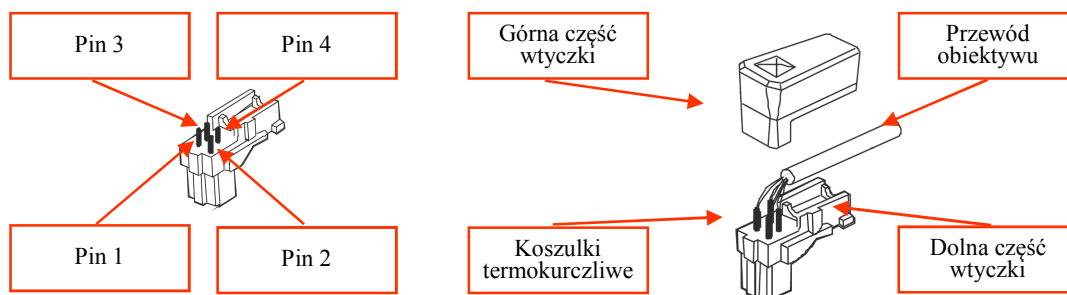 Pin 3
Pin 4
Pin 1
Pin 2
Górna część
wtyczki
Przewód
obiektywu
Koszulki
termokurczliwe
Dolna część
wtyczki